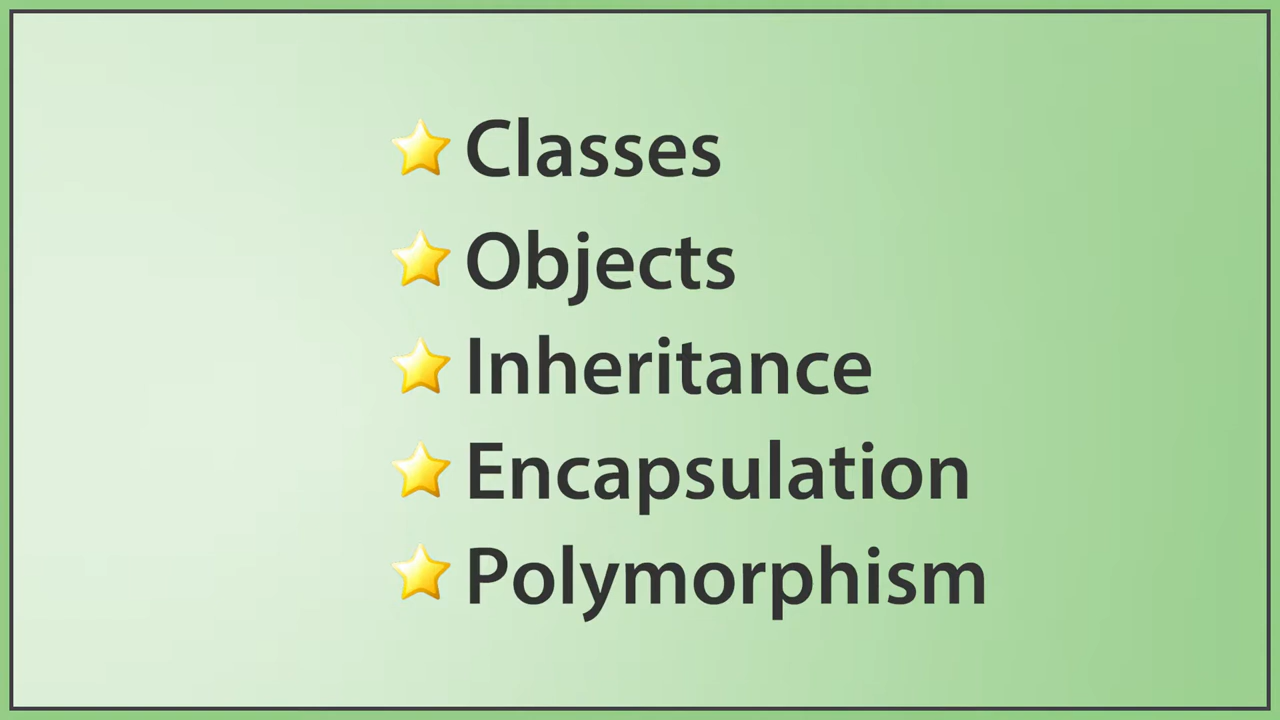 Classes
Objects
Inheritance
Encapsulation
Polymorphism